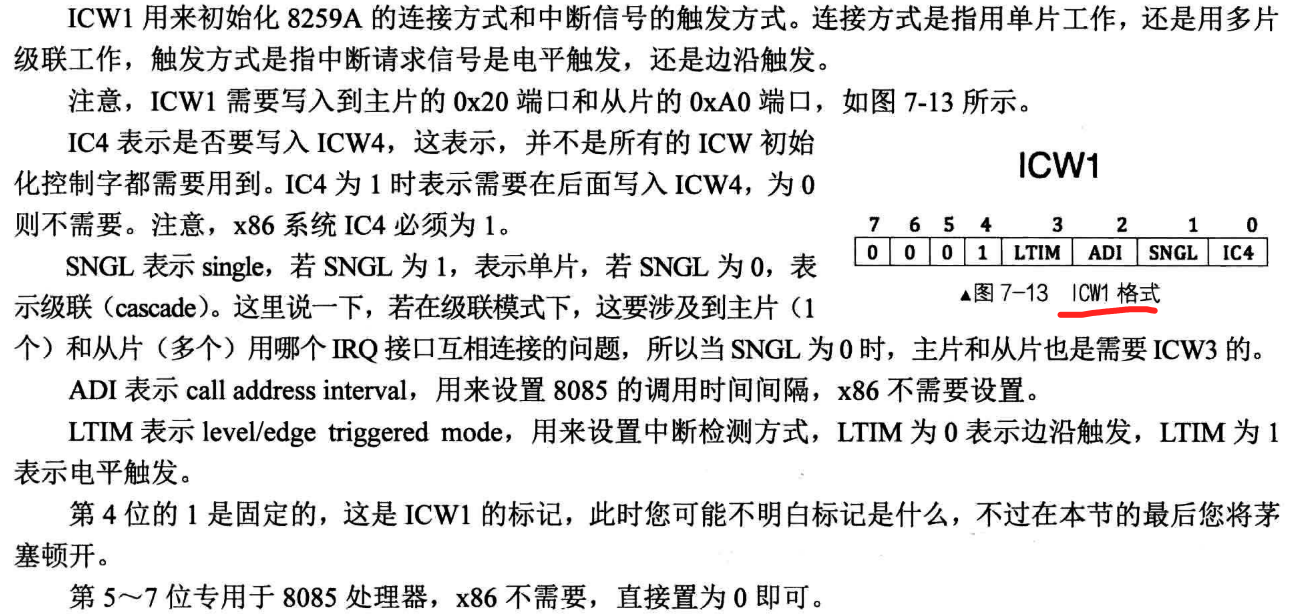 ICW1 用来初始化 8259A 的连接方式和中断信号的触发方式。连接方式是指用单片工作，还是用多片
级联工作，触发方式是指中断请求信号是电平触发，还是边沿触发。
注意，ICW1 需要写入到主片的 0x20 端口和从片的 0xA0 端口，如图 7-13 所示。
IC4 表示是否要写入 ICW4，这表示，并不是所有的 ICW 初始
化控制字都需要用到。IC4 为 1 时表示需要在后面写入 ICW4，为 0
则不需要。注意，x86 系统 IC4 必须为 1。
SNGL 表示 single，若 SNGL 为 1，表示单片，若 SNGL 为 0，表
示级联（cascade）。这里说一下，若在级联模式下，这要涉及到主片（1
ICW1
7 6 5 4 3 2 1 0
0 0 0 1 LTIM ADI SNGL IC4
▲图 7-13 ICW1 格式
个）和从片（多个）用哪个 IRQ 接口互相连接的问题，所以当 SNGL 为 0 时，主片和从片也是需要 ICW3 的。
ADI 表示 call address interval，用来设置 8085 的调用时间间隔，x86 不需要设置。
LTIM 表示 level/edge triggered mode，用来设置中断检测方式，LTIM 为 0 表示边沿触发，LTIM 为 1
表示电平触发。
第 4 位的 1 是固定的，这是 ICW1 的标记，此时您可能不明白标记是什么，不过在本节的最后您将茅
塞顿开。
第 5～7 位专用于 8085 处理器，x86 不需要，直接置为 0 即可。